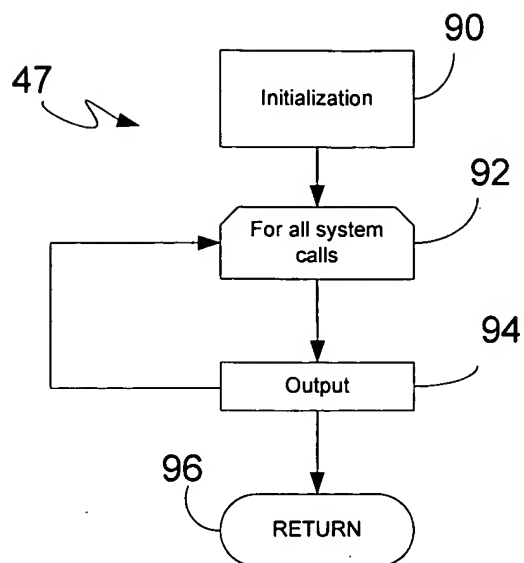 90
47
Initialization
92
For all system
calls
94
Output
96
RETURN